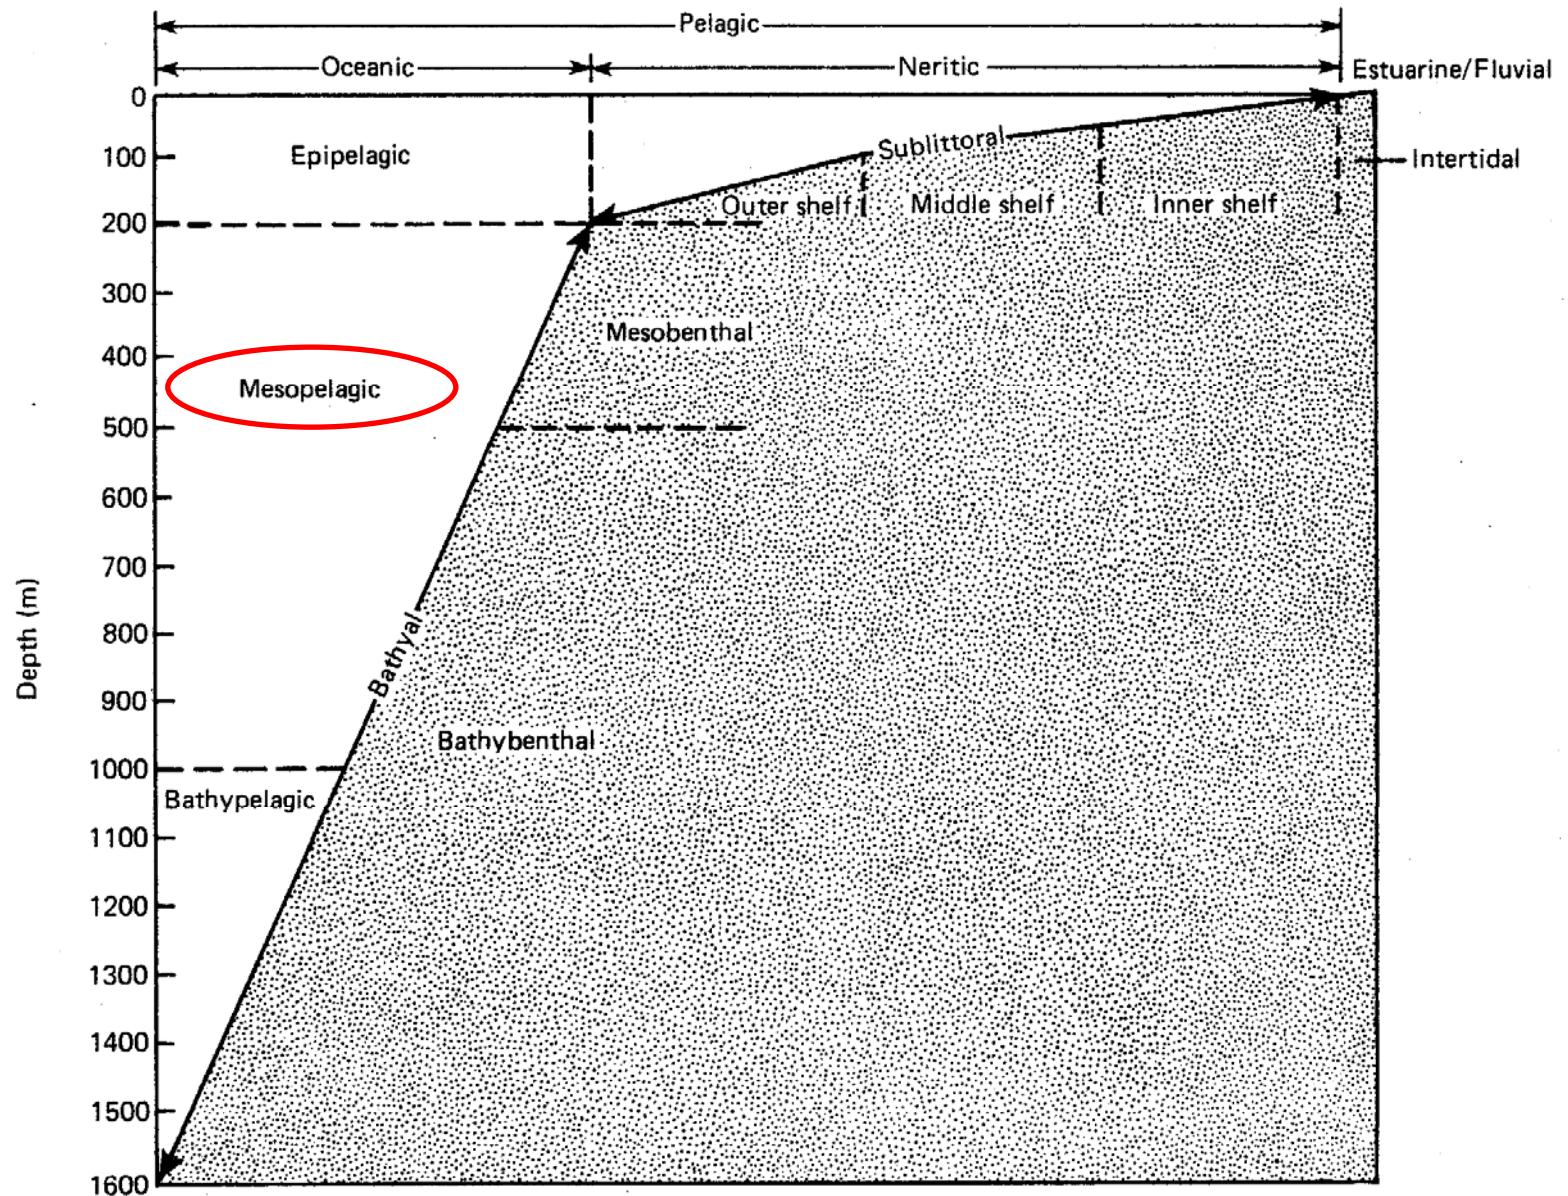 Pelagic
Oceanic
Neritic
Estuarine/Fluvial
0
Epipelagic
100
Sublittoral
Intertidal
Outer shelf
Middle shelf
Inner shelf
200
300
Mesobenthal
400
Mesopelagic
500
600
Depth (m)
700
800
Bathyal
900
Bathybenthal
1000
Bathypelagic
1100
1200
1300
1400
1500
1600